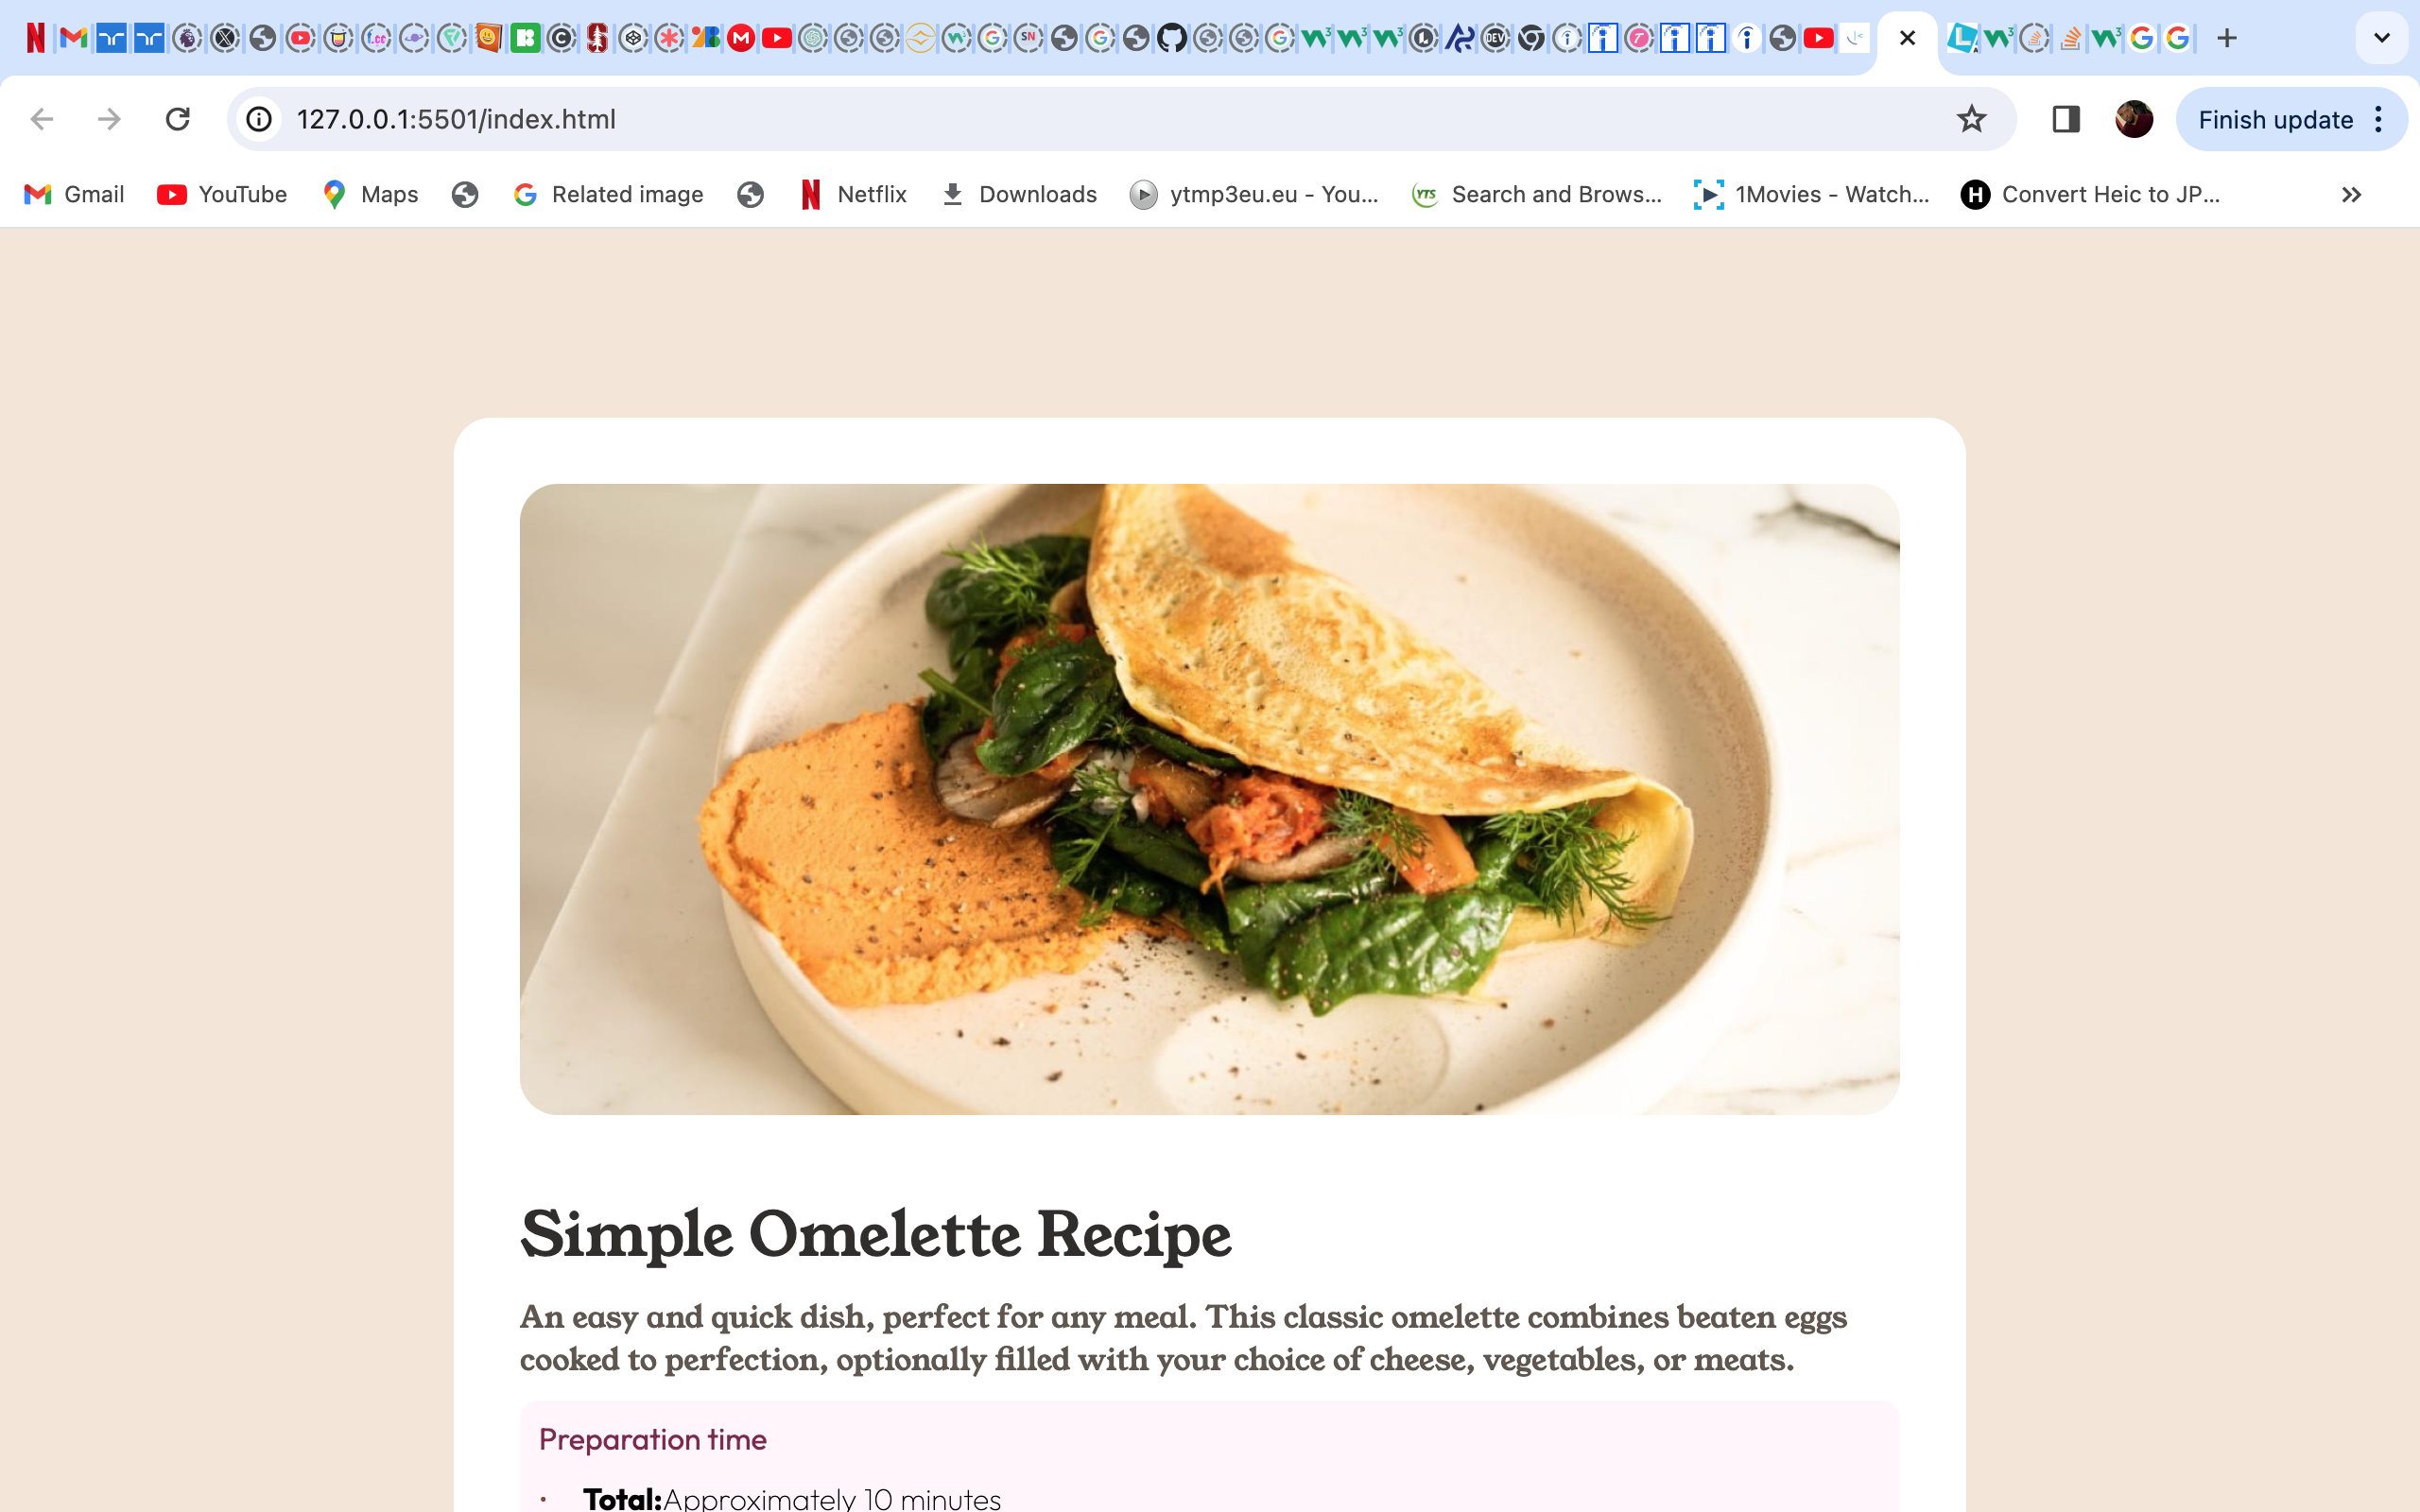 127.0.0.1:5501/index.html
Finish update
Gmail
YouTube
Maps
Related image
Netflix
Downloads
ytmp3eu.eu - You...
Search and Brows...
1Movies - Watch...
Convert Heic to JP...
Simple Omelette Recipe
An easy and quick dish, perfect for any meal. This classic omelette combines beaten eggs
cooked to perfection, optionally filled with your choice of cheese, vegetables, or meats.
Preparation time
• Total:Approximately 10 minutes